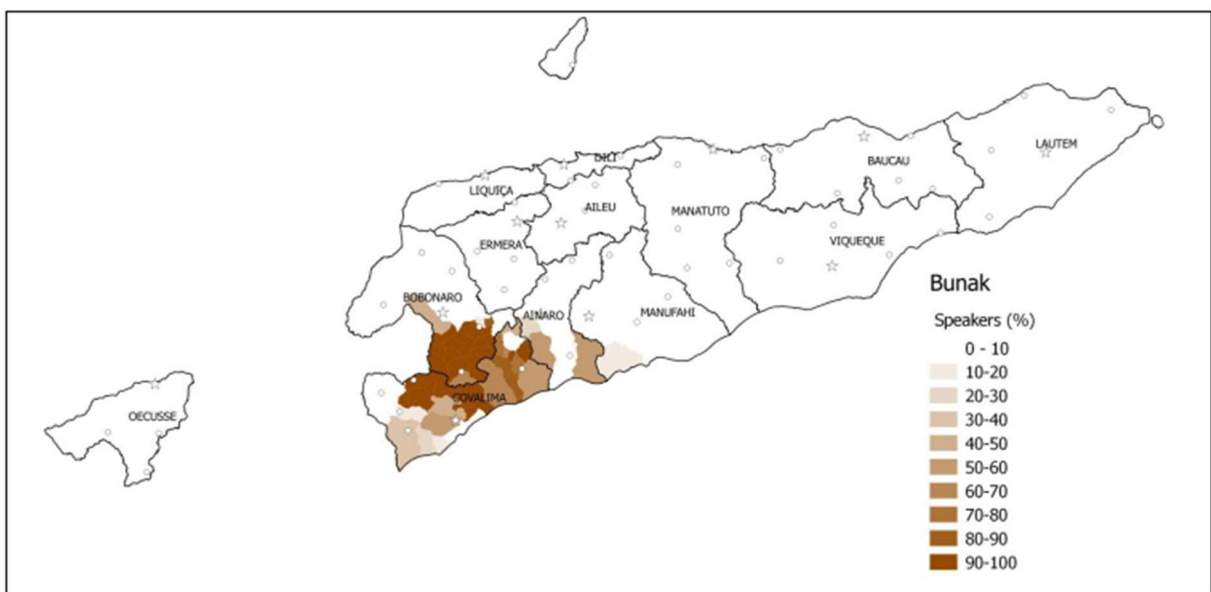 DILI
LAUTEM
BAUCAU
LIQUIÇA
AILEU
MANATUTO
ERMERA
VIQUEQUE
Bunak
BOBONARO
AINARO
MANUFAHI
Speakers (%)
0 - 10
10-20
20-30
30-40
COVALIMA
OECUSSE
40-50
50-60
60-70
70-80
80-90
90-100